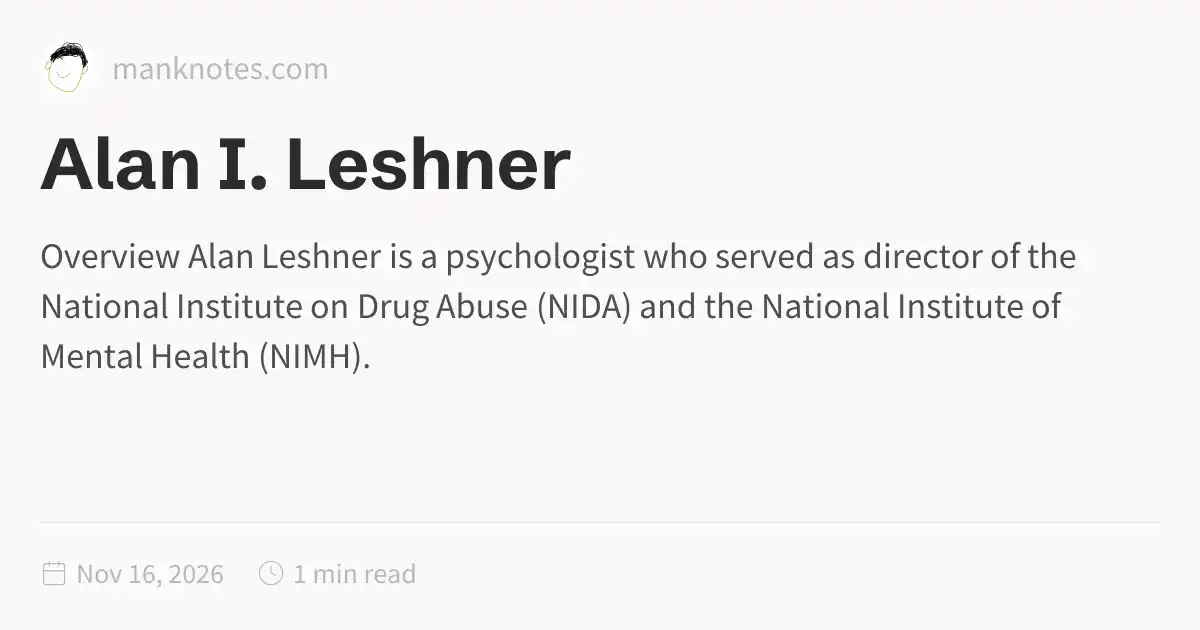 manknotes.com
Alan I. Leshner
Overview Alan Leshner is a psychologist who served as director of the
National Institute on Drug Abuse (NIDA) and the National Institute of
Mental Health (NIMH).
Nov 16, 2026 1 min read